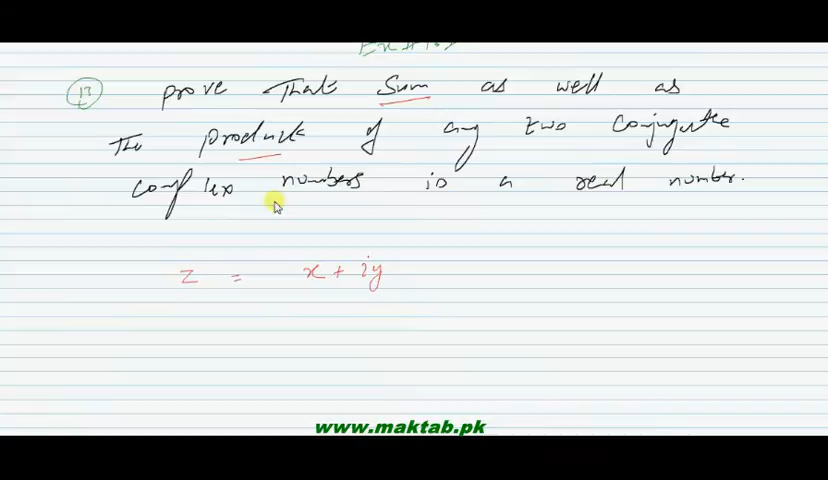 13
prove That Sum as well as
The product of any two Conjugate
complex numbers is a real number.
z = x + iy
www.maktab.pk